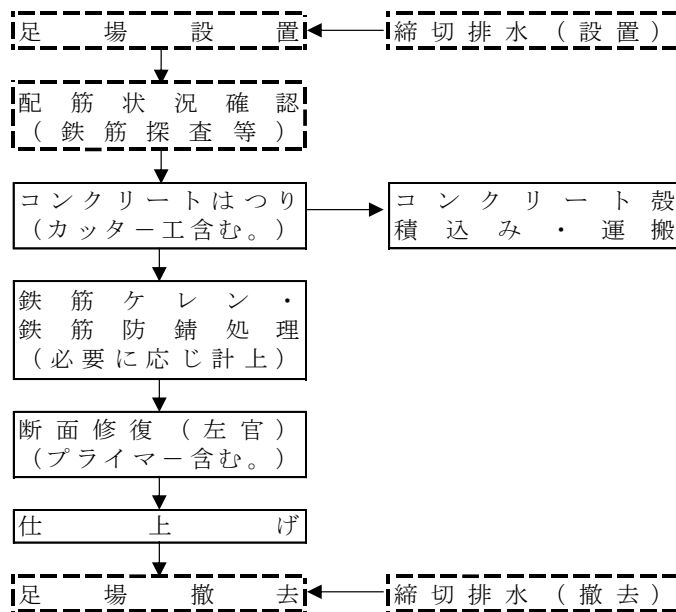 足場設置
締切排水（設置）
配筋状況確認
（鉄筋探査等）
コンクリートはつり
（カッター工含む。）
コンクリート殻
積込み・運搬
鉄筋ケレン・
鉄筋防錆処理
（必要に応じ計上）
断面修復（左官）
（プライマー含む。）
仕上げ
足場撤去
締切排水（撤去）